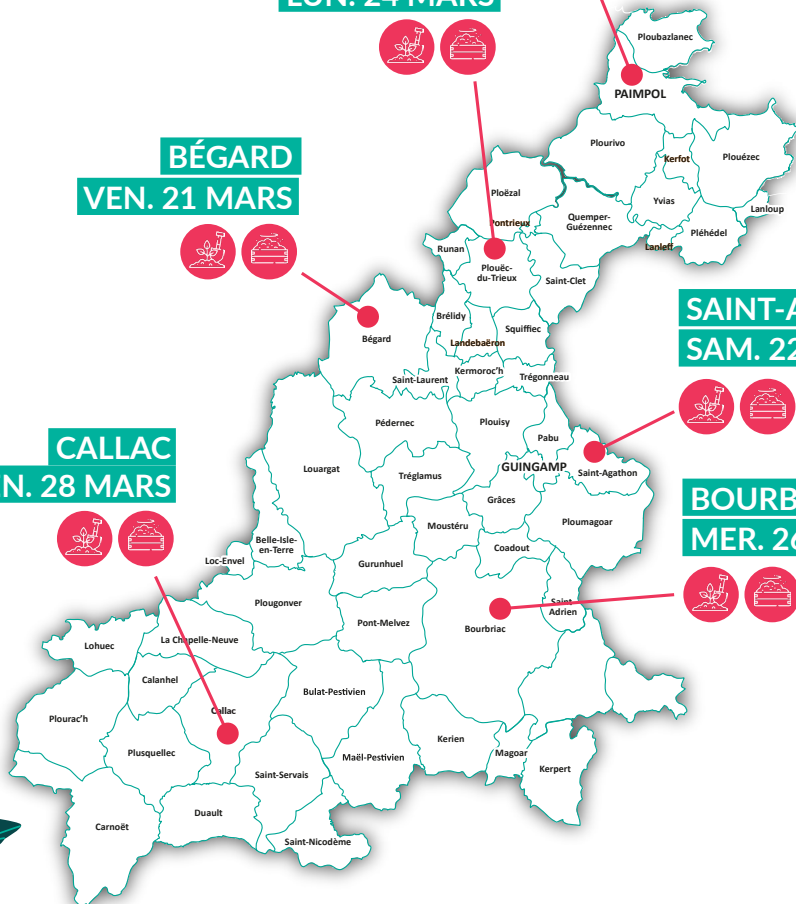 LUN. 24 MARS
BÉGARD
VEN. 21 MARS
SAINT-A
SAM. 22
CALLAC
N. 28 MARS
BOURB
MER. 26
Ploubazlanec
PAIMPOL
Plourivo
Kerfot
Plouézec
Ploëzal
Yvias
Lanloup
Pontrieux
Quemper-
Guézennec
Pléhédel
Runan
Lanleff
Plouëc-
du-Trieux
Saint-Clet
Brélidy
Squiffiec
Bégard
Landebaëron
Kermoroc'h
Trégonneau
Saint-Laurent
Pédernec
Plouisy
Pabu
Louargat
GUINGAMP
Saint-Agathon
Tréglamus
Grâces
Moustéru
Ploumagoar
Belle-Isle-
en-Terre
Coadout
Loc-Envel
Gurunhuel
Plougonver
Saint-
Adrien
Pont-Melvez
Bourbriac
Lohuec
La Chapelle-Neuve
Calanhel
Bulat-Pestivien
Callac
Plourac'h
Plusquellec
Kerien
Magoar
Maël-Pestivien
Kerpert
Saint-Servais
Duault
Carnoët
Saint-Nicodème